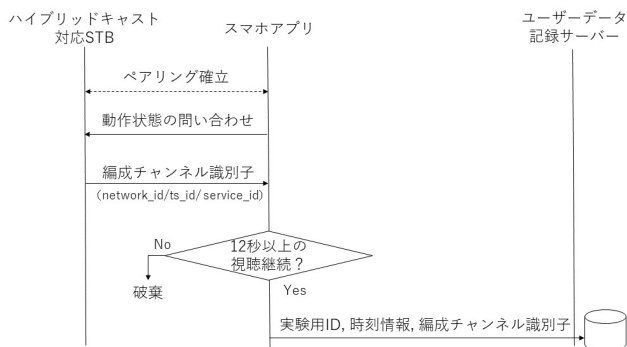 ハイブリッドキャスト
対応STB
スマホアプリ
ユーザーデータ
記録サーバー
ペアリング確立
動作状態の問い合わせ
編成チャンネル識別子
（network_id/ts_id/ service_id)
12秒以上の
視聴継続？
No
破棄
Yes
実験用ID, 時刻情報, 編成チャンネル識別子